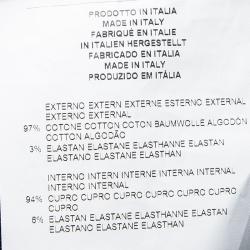 PRODOTTO IN ITALIA
MADE IN ITALY
FABRIQUÉ EN ITALIE
IN ITALIEN HERGESTELLT
FABRICADO EN ITALIA
MADE IN ITALY
PRODUZIDO EM ITÁLIA
EXTERNO EXTERN EXTERNE ESTERNO EXTERNAL
EXTERNO EXTERNAL
97% COTONE COTTON COTON BAUMWOLLE ALGODÓN
COTTON ALGODÃO
3% ELASTAN ELASTANE ELASTHANNE ELASTAN
ELASTANO ELASTANE ELASTHAN
INTERNO INTERN INTERNE INTERNA INTERNAL
INTERNO INTERNAL
94% CUPRO CUPRO CUPRO CUPRO CUPRO CUPRO
CUPRO
6% ELASTAN ELASTANE ELASTHANNE ELASTAN
ELASTANO ELASTANE ELASTHAN